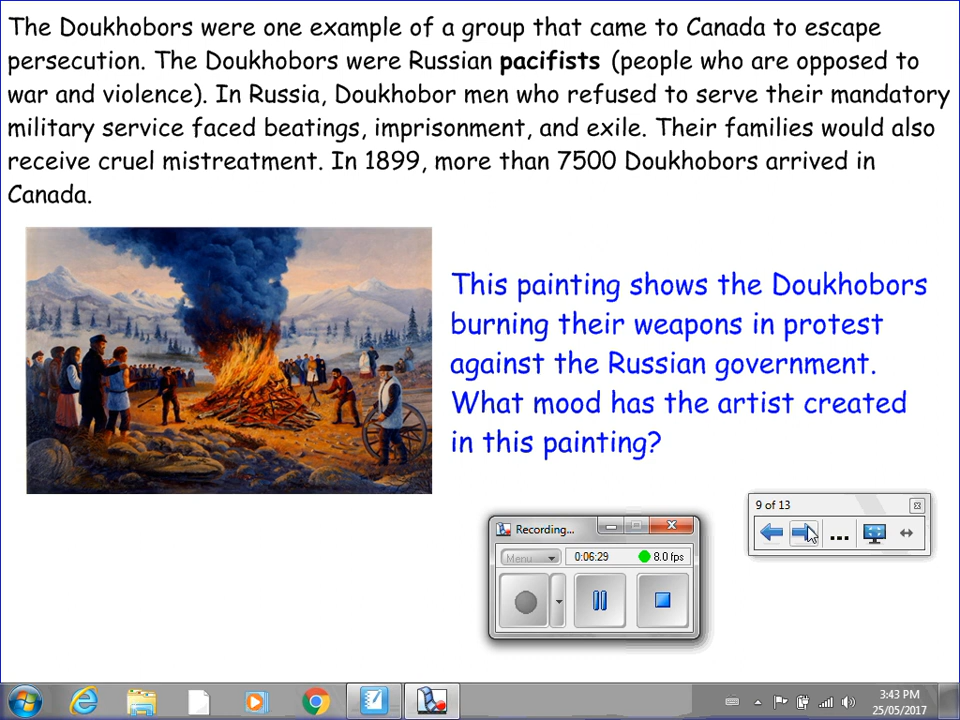 The Doukhobors were one example of a group that came to Canada to escape
persecution. The Doukhobors were Russian pacifists (people who are opposed to
war and violence). In Russia, Doukhobor men who refused to serve their mandatory
military service faced beatings, imprisonment, and exile. Their families would also
receive cruel mistreatment. In 1899, more than 7500 Doukhobors arrived in
Canada.
This painting shows the Doukhobors
burning their weapons in protest
against the Russian government.
What mood has the artist created
in this painting?
9 of 13
...
Recording...
Menu
0:06:29
8.0 fps
3:43 PM
25/05/2017